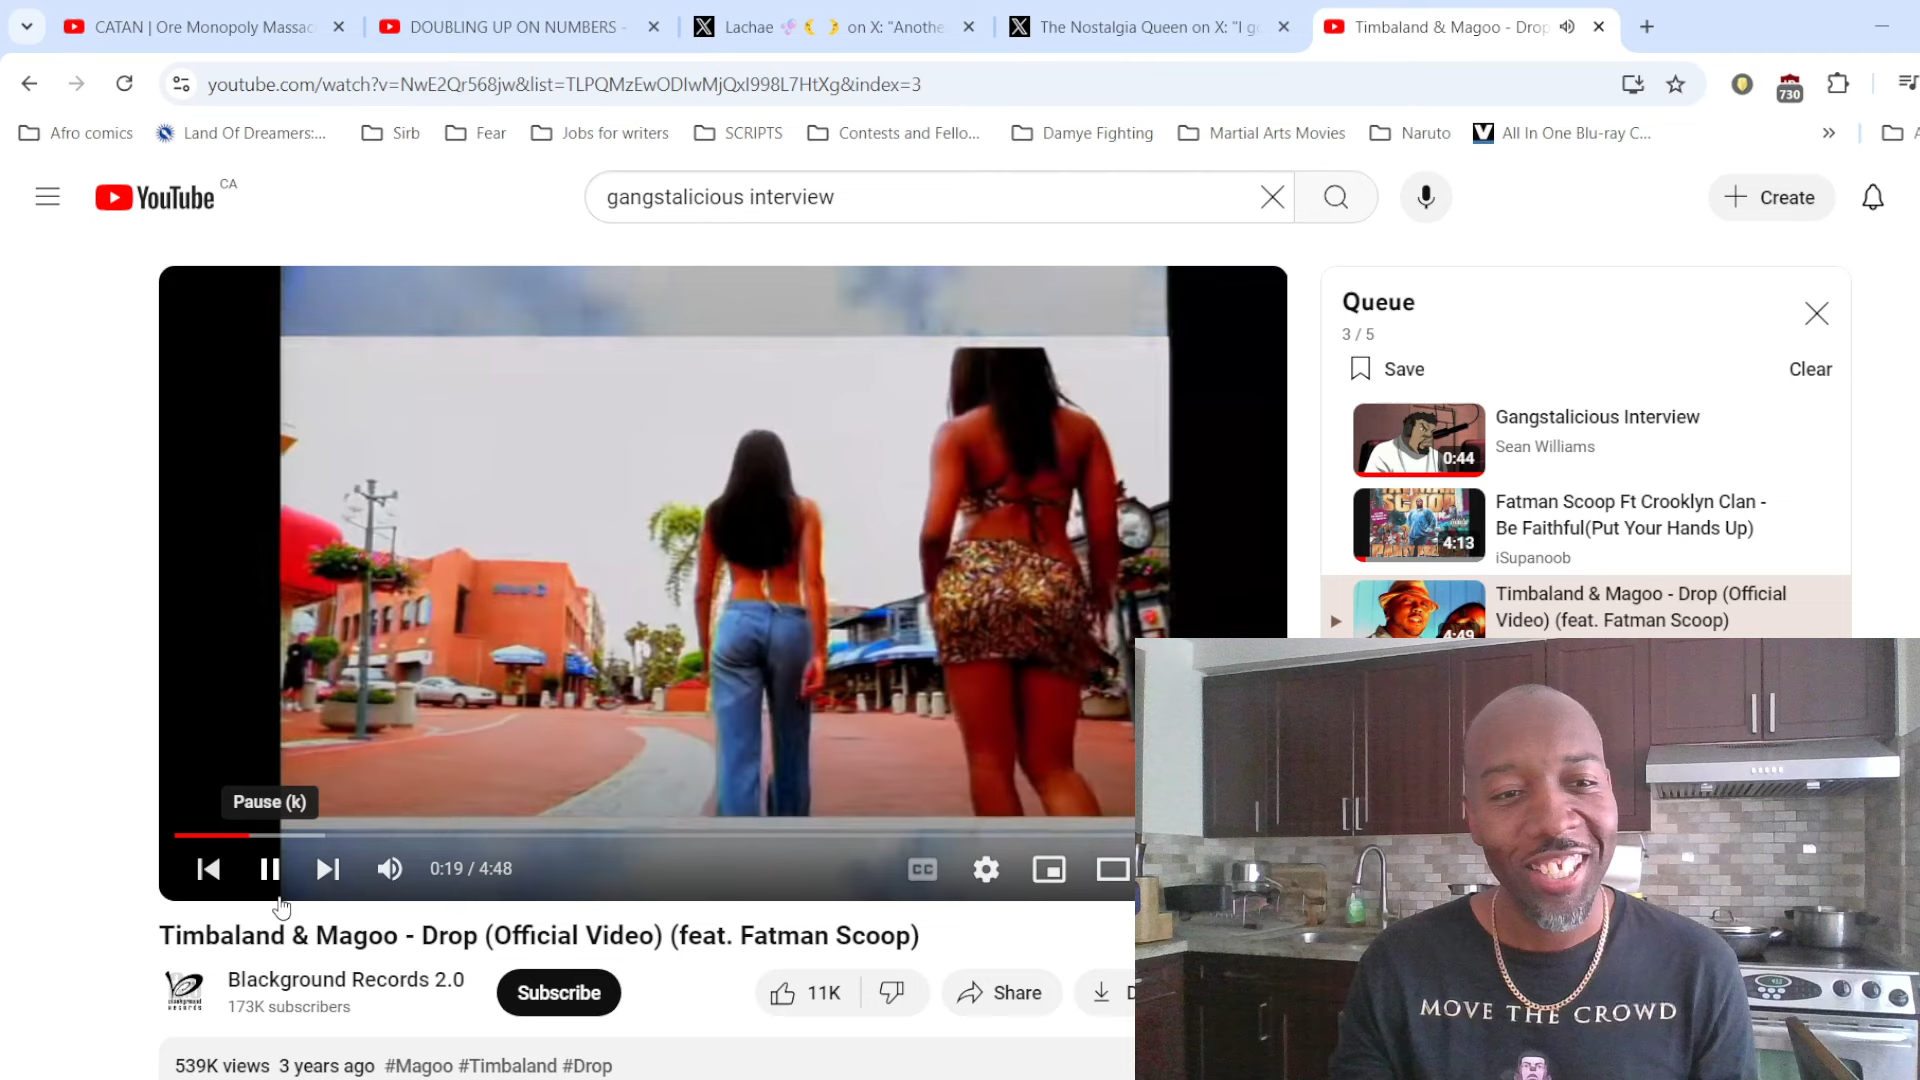 CATAN | Ore Monopoly Massac
DOUBLING UP ON NUMBERS -
Lachae on X: "Anothe
The Nostalgia Queen on X: "I g
Timbaland & Magoo - Drop
youtube.com/watch?v=NwE2Qr568jw&list=TLPQMzEwODIwMjQxI998L7HtXg&index=3
730
Afro comics
Land Of Dreamers:...
Sirb
Fear
Jobs for writers
SCRIPTS
Contests and Fello...
Damye Fighting
Martial Arts Movies
Naruto
All In One Blu-ray C...
YouTube CA
gangstalicious interview
Create
Queue
3 / 5
Save
Clear
Gangstalicious Interview
Sean Williams
0:44
Fatman Scoop Ft Crooklyn Clan -
Be Faithful(Put Your Hands Up)
iSupanoob
4:13
Timbaland & Magoo - Drop (Official
Video) (feat. Fatman Scoop)
4:49
Pause (k)
0:19 / 4:48
CC
Timbaland & Magoo - Drop (Official Video) (feat. Fatman Scoop)
Blackground Records 2.0
173K subscribers
Subscribe
11K
Share
D
539K views 3 years ago #Magoo #Timbaland #Drop
MOVE THE CROWD